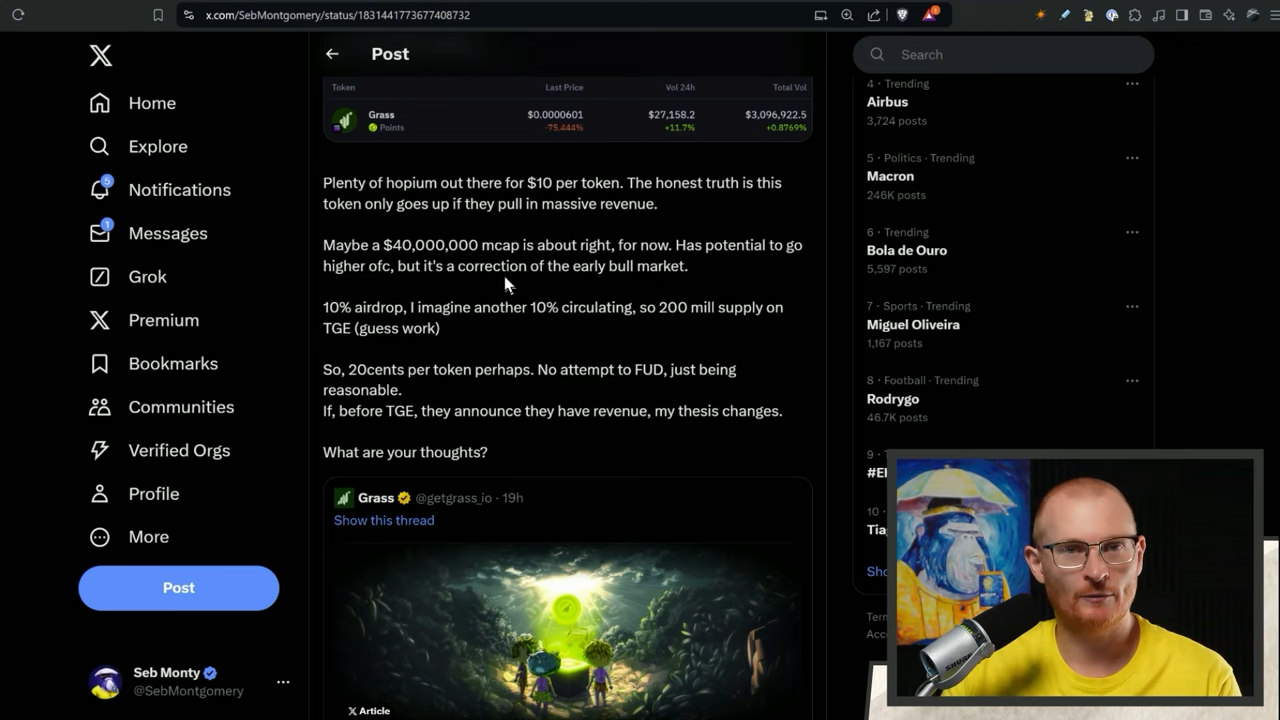 x.com/SebMontgomery/status/1831441773677408732
1
Home
Explore
5
Notifications
1
Messages
Grok
Premium
Bookmarks
Communities
Verified Orgs
Profile
More
Post
Seb Monty
@SebMontgomery
Post
Token Last Price Vol 24h Total Vol
Grass $0.0000601 $27,158.2 $3,096,922.5
Points -75.444% +11.7% +0.8769%
Plenty of hopium out there for $10 per token. The honest truth is this
token only goes up if they pull in massive revenue.
Maybe a $40,000,000 mcap is about right, for now. Has potential to go
higher ofc, but it's a correction of the early bull market.
10% airdrop, I imagine another 10% circulating, so 200 mill supply on
TGE (guess work)
So, 20cents per token perhaps. No attempt to FUD, just being
reasonable.
If, before TGE, they announce they have revenue, my thesis changes.
What are your thoughts?
Grass @getgrass_io · 19h
Show this thread
X Article
Search
4 · Trending
Airbus
3,724 posts
5 · Politics · Trending
Macron
246K posts
6 · Trending
Bola de Ouro
5,597 posts
7 · Sports · Trending
Miguel Oliveira
1,167 posts
8 · Football · Trending
Rodrygo
46.7K posts
9 ·
10
SHURE